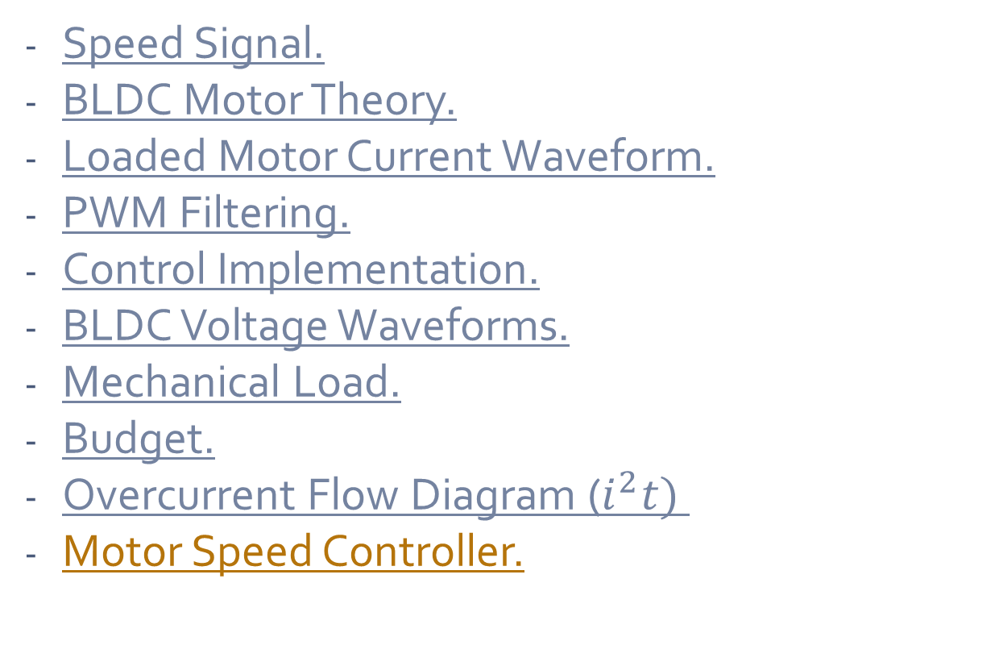 - Speed Signal.
- BLDC Motor Theory.
- Loaded Motor Current Waveform.
- PWM Filtering.
- Control Implementation.
- BLDC Voltage Waveforms.
- Mechanical Load.
- Budget.
- Overcurrent Flow Diagram (𝑖²𝑡)
- Motor Speed Controller.